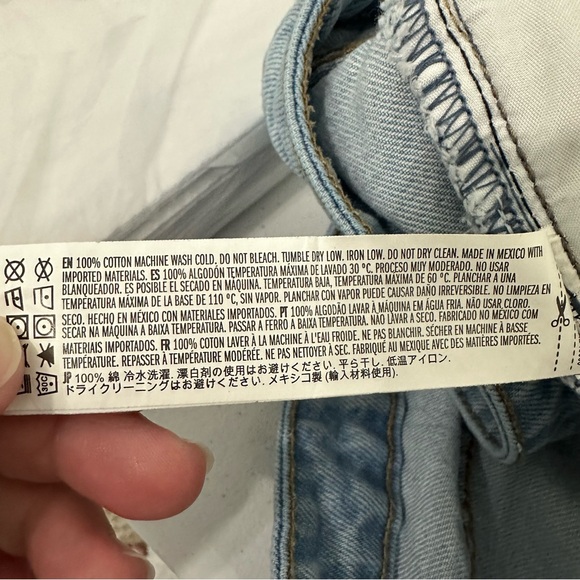 EN 100% COTTON MACHINE WASH COLD. DO NOT BLEACH. TUMBLE DRY LOW. IRON LOW. DO NOT DRY CLEAN. MADE IN MEXICO WITH
IMPORTED MATERIALS. ES 100% ALGODÓN TEMPERATURA MÁXIMA DE LAVADO 30 °C. PROCESO MUY MODERADO. NO USAR
BLANQUEADOR. ES POSIBLE EL SECADO EN MAQUINA. TEMPERATURA BAJA, TEMPERATURA MÁXIMA DE 60 °C. PLANCHAR A UNA
TEMPERATURA MÁXIMA DE LA BASE DE 110 °C, SIN VAPOR. PLANCHAR CON VAPOR PUEDE CAUSAR DAÑO IRREVERSIBLE. NO LIMPIEZA EN
SECO. HECHO EN MÉXICO CON MATERIALES IMPORTADOS. PT 100% ALGODÃO LAVAR À MÁQUINA EM ÁGUA FRIA. NÃO USAR CLORO.
SECAR NA MÁQUINA A BAIXA TEMPERATURA. PASSAR A FERRO A BAIXA TEMPERATURA. NÃO LAVAR A SECO. FABRICADO NO MÉXICO COM
MATERIAIS IMPORTADOS. FR 100% COTON LAVER À LA MACHINE À L'EAU FROIDE. NE PAS BLANCHIR. SÉCHER EN MACHINE À BASSE
TEMPÉRATURE. REPASSER À TEMPÉRATURE MODÉRÉE. NE PAS NETTOYER À SEC. FABRIQUÉ AU MEXIQUE AVEC DES MATIÈRES IMPORTÉES.
JP 100% 綿 冷水洗濯. 漂白剤の使用はお避けください. 平ら干し. 低温アイロン.
ドライクリーニングはお避けください. メキシコ製 (輸入材料使用).
30C